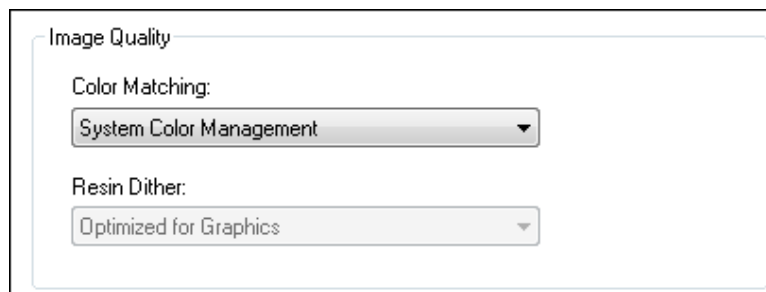 Image Quality
Color Matching:
System Color Management
Resin Dither:
Optimized for Graphics